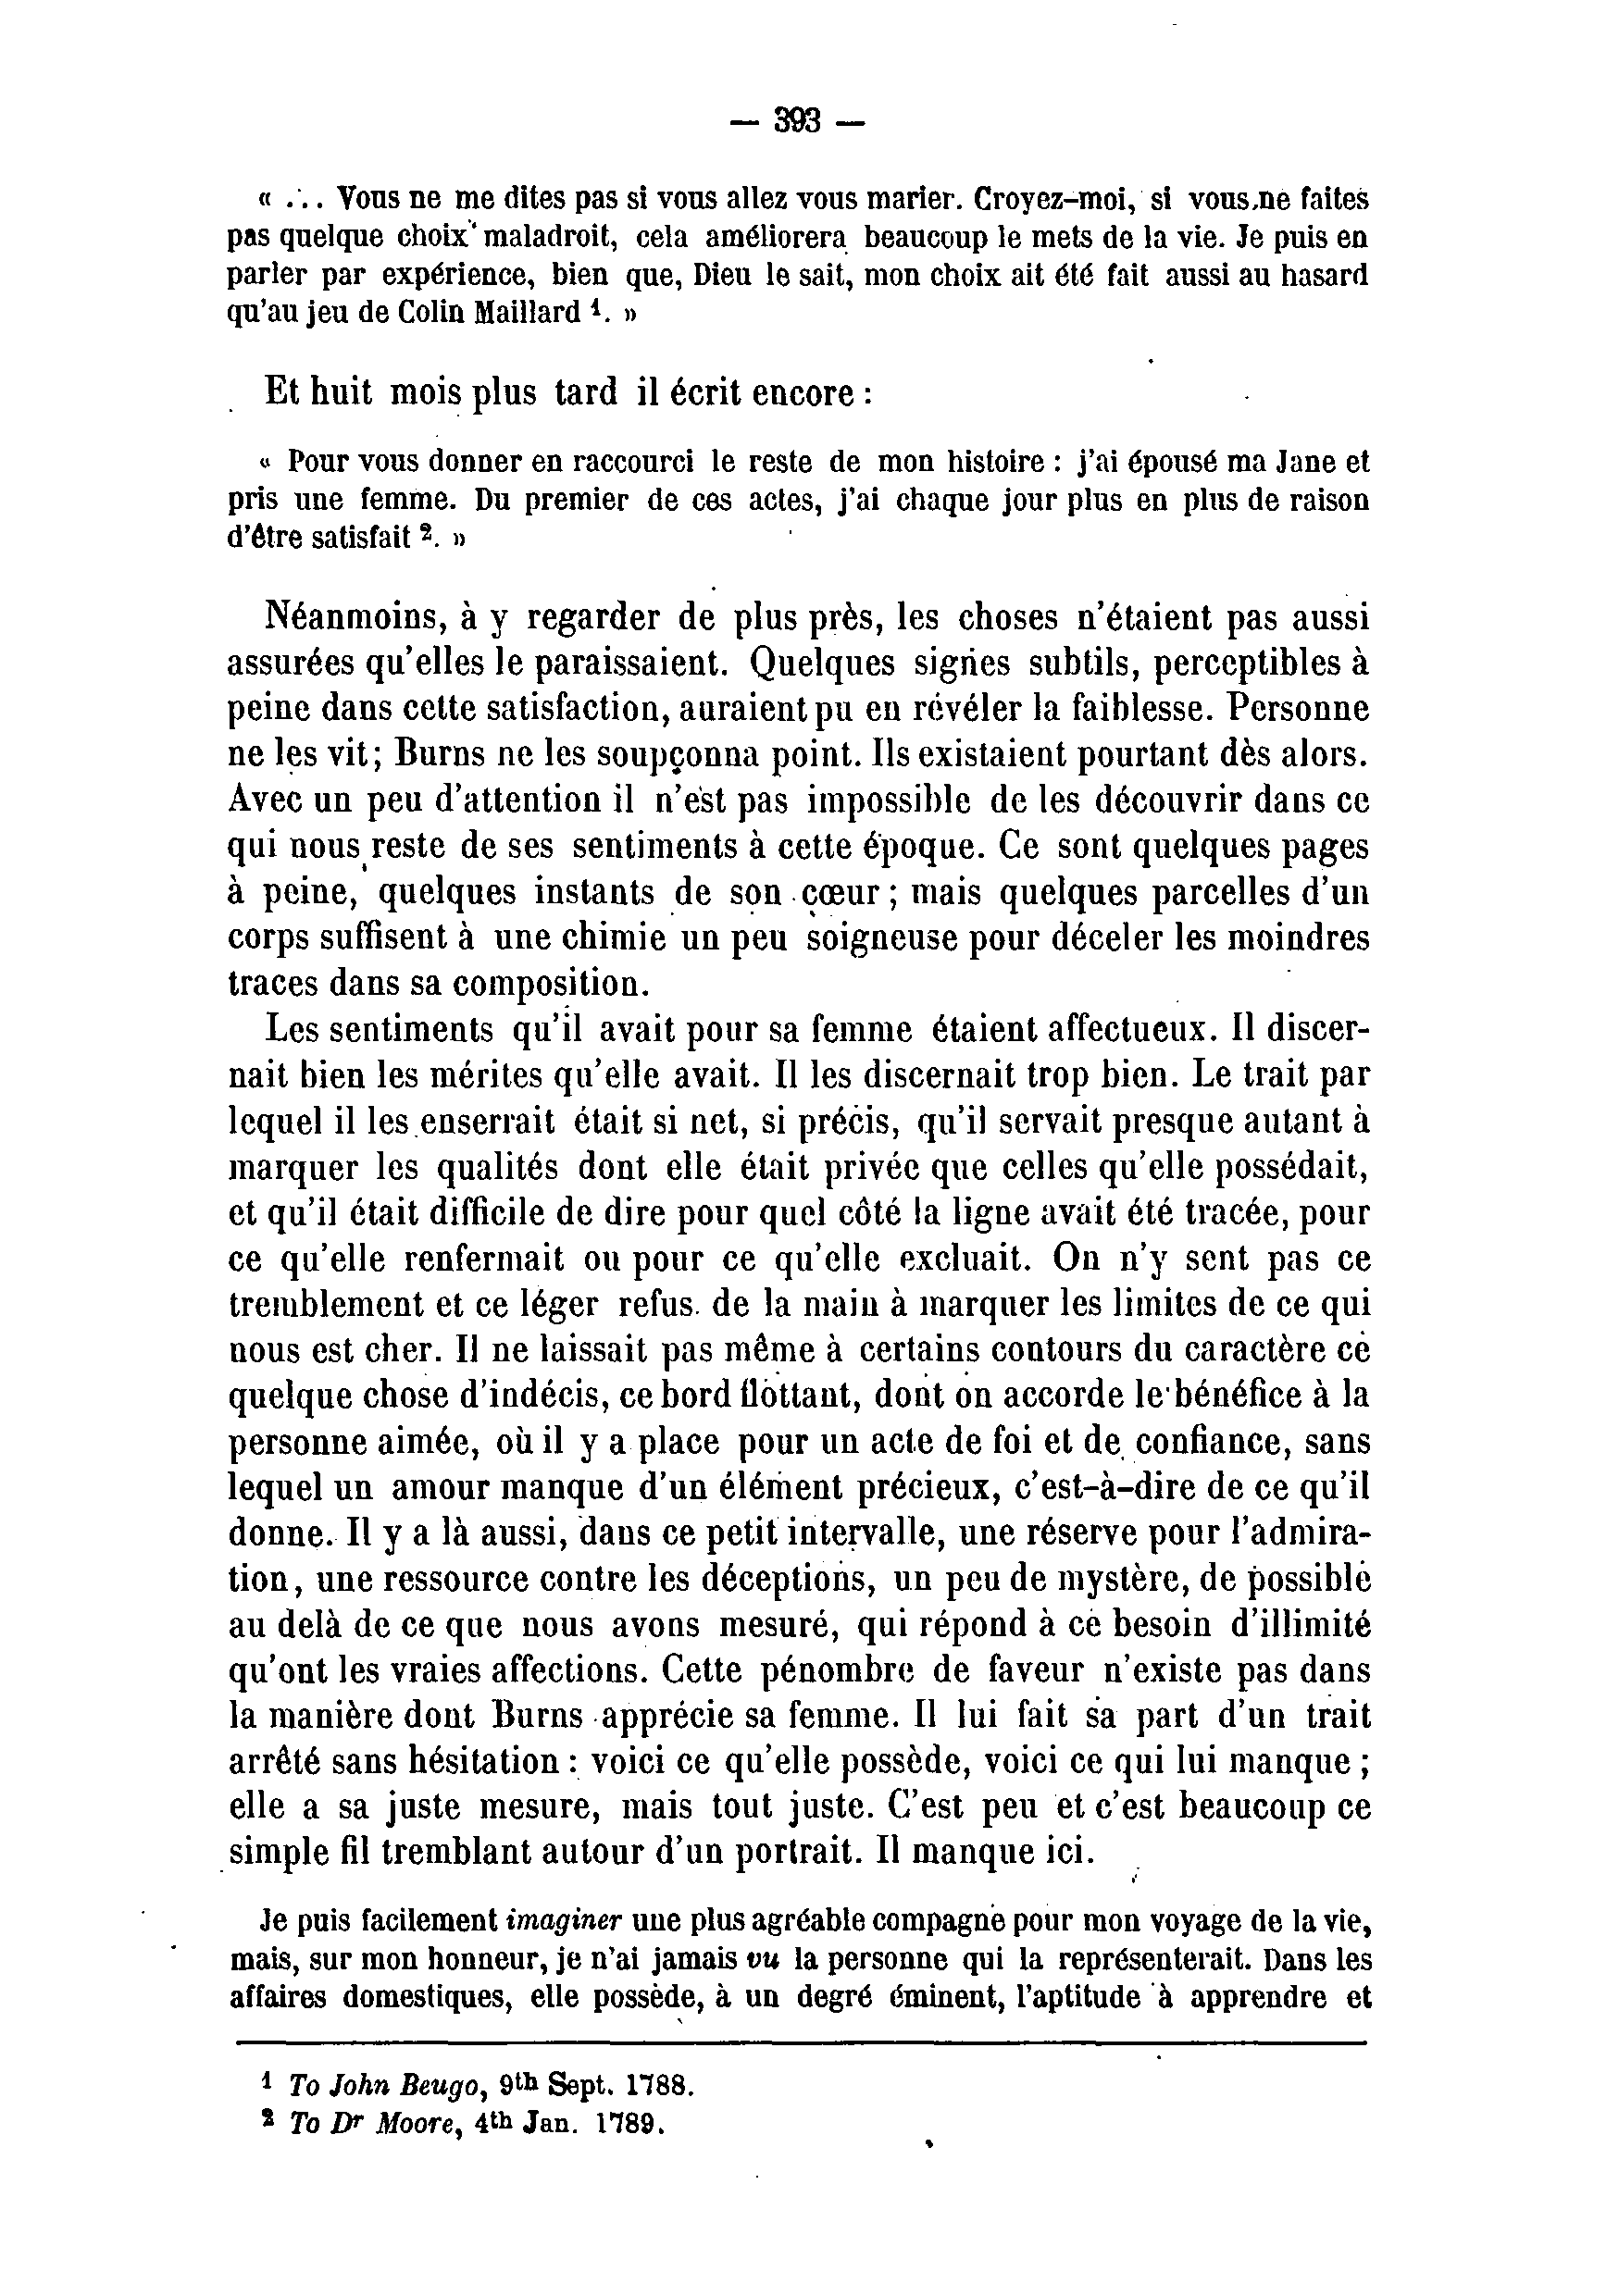 — 393 —
« ... Vous ne me dites pas si vous allez vous marier. Croyez-moi, si vous ne faites
pas quelque choix maladroit, cela améliorera beaucoup le mets de la vie. Je puis en
parler par expérience, bien que, Dieu le sait, mon choix ait été fait aussi au hasard
qu'au jeu de Colin Maillard ¹. »
Et huit mois plus tard il écrit encore :
« Pour vous donner en raccourci le reste de mon histoire : j'ai épousé ma Jane et
pris une femme. Du premier de ces actes, j'ai chaque jour plus en plus de raison
d'être satisfait ². »
Néanmoins, à y regarder de plus près, les choses n'étaient pas aussi
assurées qu'elles le paraissaient. Quelques signes subtils, perceptibles à
peine dans cette satisfaction, auraient pu en révéler la faiblesse. Personne
ne les vit ; Burns ne les soupçonna point. Ils existaient pourtant dès alors.
Avec un peu d'attention il n'est pas impossible de les découvrir dans ce
qui nous reste de ses sentiments à cette époque. Ce sont quelques pages
à peine, quelques instants de son cœur ; mais quelques parcelles d'un
corps suffisent à une chimie un peu soigneuse pour déceler les moindres
traces dans sa composition.
Les sentiments qu'il avait pour sa femme étaient affectueux. Il discer-
nait bien les mérites qu'elle avait. Il les discernait trop bien. Le trait par
lequel il les enserrait était si net, si précis, qu'il servait presque autant à
marquer les qualités dont elle était privée que celles qu'elle possédait,
et qu'il était difficile de dire pour quel côté la ligne avait été tracée, pour
ce qu'elle renfermait ou pour ce qu'elle excluait. On n'y sent pas ce
tremblement et ce léger refus de la main à marquer les limites de ce qui
nous est cher. Il ne laissait pas même à certains contours du caractère ce
quelque chose d'indécis, ce bord flottant, dont on accorde le bénéfice à la
personne aimée, où il y a place pour un acte de foi et de confiance, sans
lequel un amour manque d'un élément précieux, c'est-à-dire de ce qu'il
donne. Il y a là aussi, dans ce petit intervalle, une réserve pour l'admira-
tion, une ressource contre les déceptions, un peu de mystère, de possible
au delà de ce que nous avons mesuré, qui répond à ce besoin d'illimité
qu'ont les vraies affections. Cette pénombre de faveur n'existe pas dans
la manière dont Burns apprécie sa femme. Il lui fait sa part d'un trait
arrêté sans hésitation : voici ce qu'elle possède, voici ce qui lui manque ;
elle a sa juste mesure, mais tout juste. C'est peu et c'est beaucoup ce
simple fil tremblant autour d'un portrait. Il manque ici.
Je puis facilement imaginer une plus agréable compagne pour mon voyage de la vie,
mais, sur mon honneur, je n'ai jamais vu la personne qui la représenterait. Dans les
affaires domestiques, elle possède, à un degré éminent, l'aptitude à apprendre et
¹ To John Beugo, 9th Sept. 1788.
² To Dr Moore, 4th Jan. 1789.